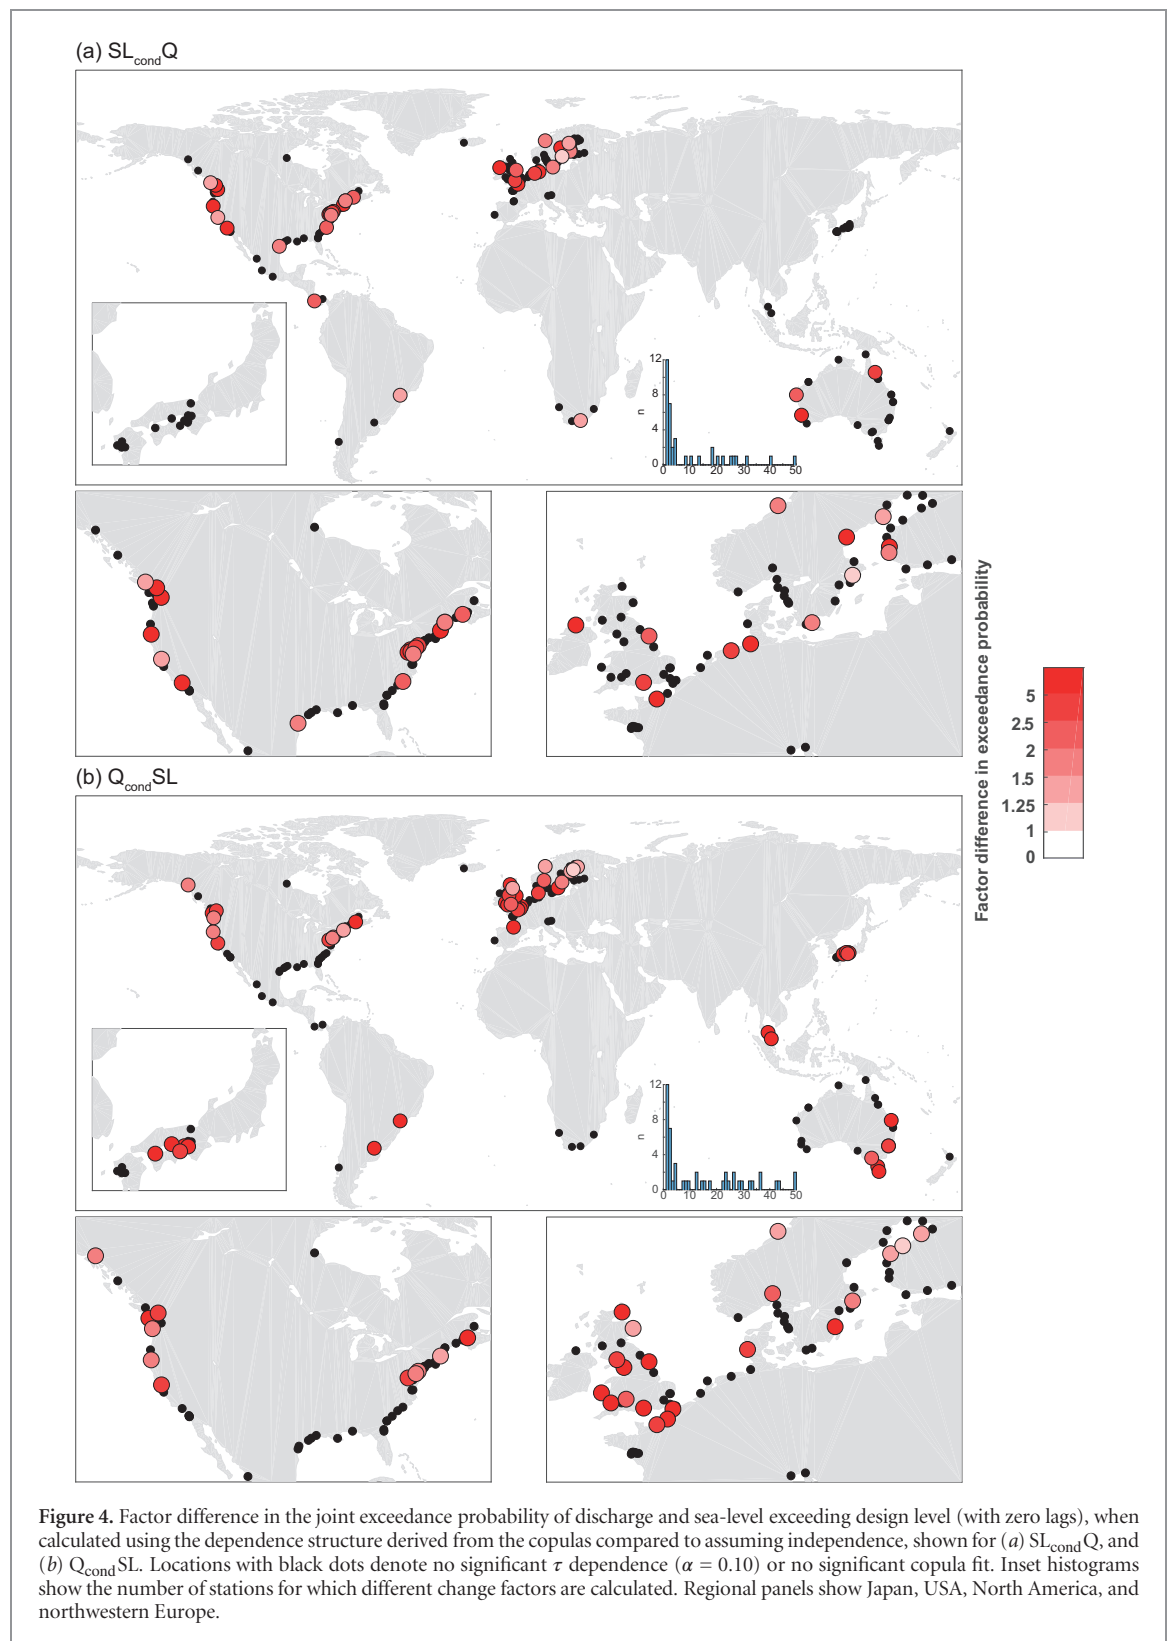 (a) SLcondQ
12
8
4
0
n
0 10 20 30 40 50
Factor difference in exceedance probability
5
2.5
2
1.5
1.25
1
0
(b) QcondSL
12
8
4
0
n
0 10 20 30 40 50
Figure 4. Factor difference in the joint exceedance probability of discharge and sea-level exceeding design level (with zero lags), when
calculated using the dependence structure derived from the copulas compared to assuming independence, shown for (a) SLcondQ, and
(b) QcondSL. Locations with black dots denote no significant τ dependence (α = 0.10) or no significant copula fit. Inset histograms
show the number of stations for which different change factors are calculated. Regional panels show Japan, USA, North America, and
northwestern Europe.